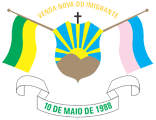 VENDA NOVA DO IMIGRANTE
10 DE MAIO DE 1988